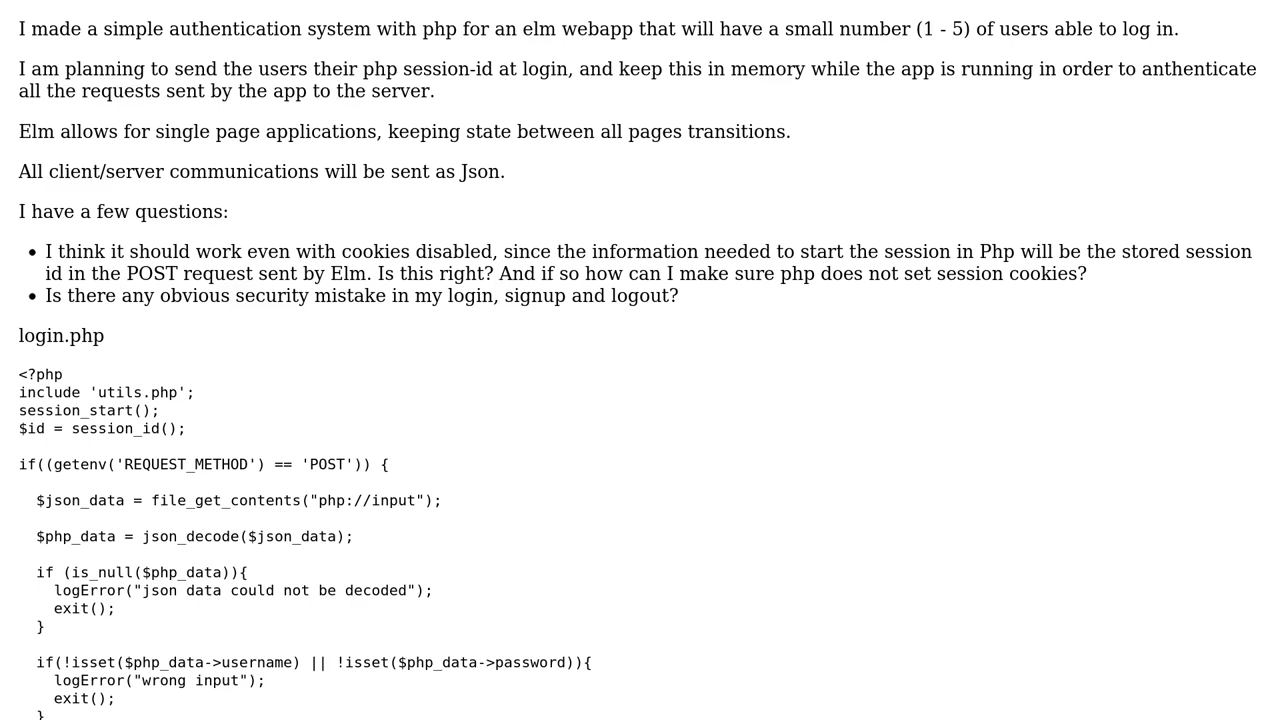 I made a simple authentication system with php for an elm webapp that will have a small number (1 - 5) of users able to log in.
I am planning to send the users their php session-id at login, and keep this in memory while the app is running in order to anthenticate
all the requests sent by the app to the server.
Elm allows for single page applications, keeping state between all pages transitions.
All client/server communications will be sent as Json.
I have a few questions:
• I think it should work even with cookies disabled, since the information needed to start the session in Php will be the stored session
id in the POST request sent by Elm. Is this right? And if so how can I make sure php does not set session cookies?
• Is there any obvious security mistake in my login, signup and logout?
login.php
<?php
include 'utils.php';
session_start();
$id = session_id();
if((getenv('REQUEST_METHOD') == 'POST')) {
$json_data = file_get_contents("php://input");
$php_data = json_decode($json_data);
if (is_null($php_data)){
logError("json data could not be decoded");
exit();
}
if(!isset($php_data->username) || !isset($php_data->password)){
logError("wrong input");
exit();
}